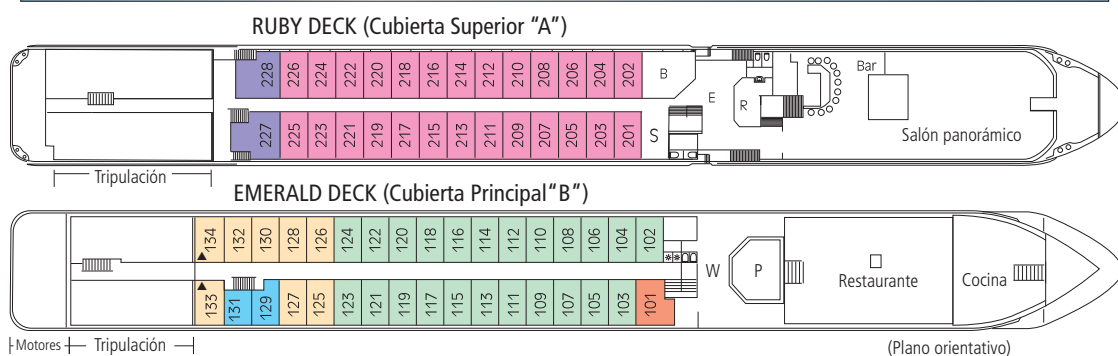 RUBY DECK (Cubierta Superior “A”)
228 226 224 222 220 218 216 214 212 210 208 206 204 202 B
E R Bar
227 225 223 221 219 217 215 213 211 209 207 205 203 201 S
Salón panorámico
Tripulación
EMERALD DECK (Cubierta Principal“B”)
134 132 130 128 126 124 122 120 118 116 114 112 110 108 106 104 102
W P Restaurante Cocina
133 131 129 127 125 123 121 119 117 115 113 111 109 107 105 103 101
Motores Tripulación (Plano orientativo)